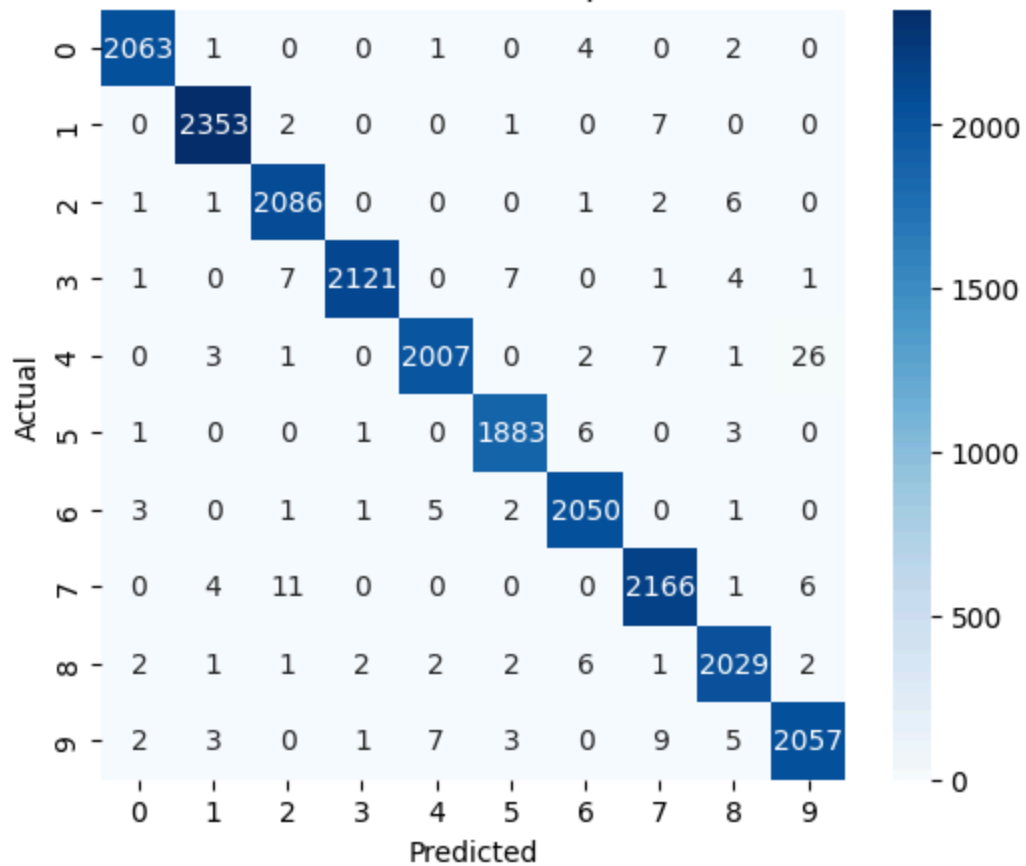 0 2063 1 0 0 1 0 4 0 2 0
1 0 2353 2 0 0 1 0 7 0 0
2000
2 1 1 2086 0 0 0 1 2 6 0
3 1 0 7 2121 0 7 0 1 4 1
1500
4 0 3 1 0 2007 0 2 7 1 26
Actual
5 1 0 0 1 0 1883 6 0 3 0
1000
6 3 0 1 1 5 2 2050 0 1 0
7 0 4 11 0 0 0 0 2166 1 6
500
8 2 1 1 2 2 2 6 1 2029 2
9 2 3 0 1 7 3 0 9 5 2057
0
0 1 2 3 4 5 6 7 8 9
Predicted